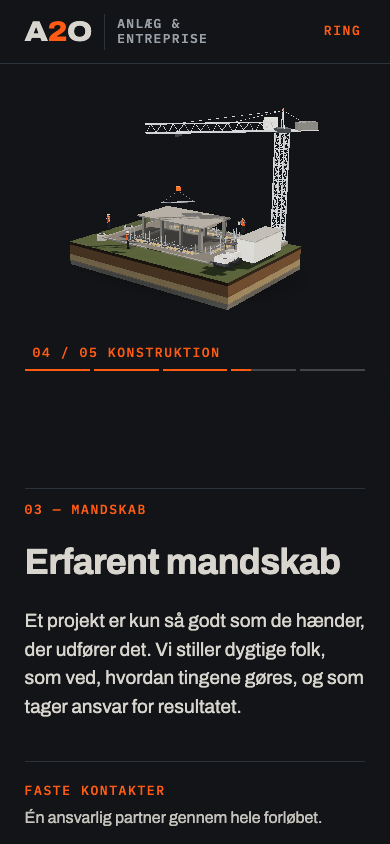 A2O
ANLÆG &
ENTREPRISE
RING
04 / 05 KONSTRUKTION
03 — MANDSKAB
Erfarent mandskab
Et projekt er kun så godt som de hænder,
der udfører det. Vi stiller dygtige folk,
som ved, hvordan tingene gøres, og som
tager ansvar for resultatet.
FASTE KONTAKTER
Én ansvarlig partner gennem hele forløbet.